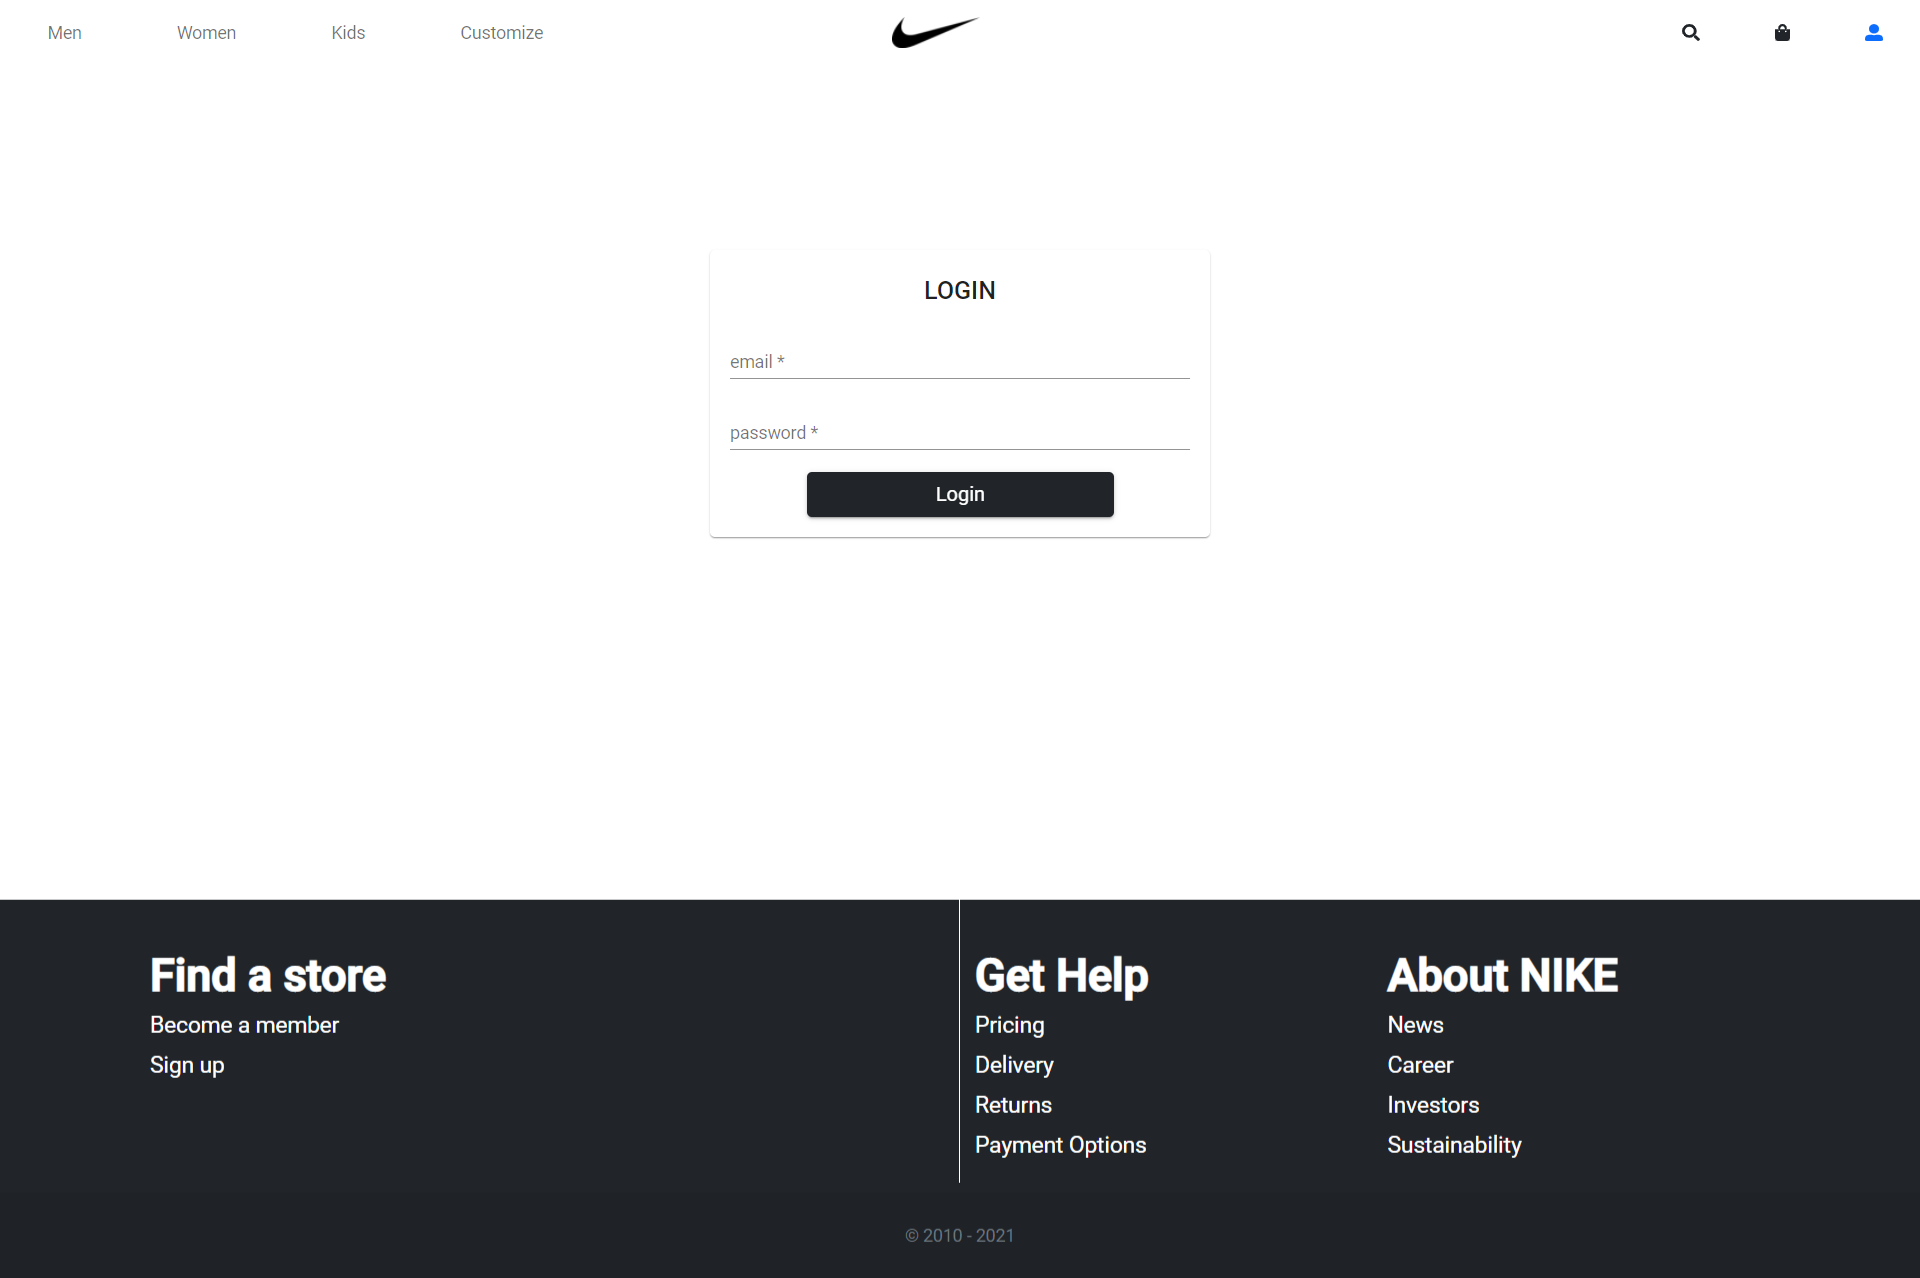 Men
Women
Kids
Customize
LOGIN
email *
password *
Login
Find a store
Become a member
Sign up
Get Help
Pricing
Delivery
Returns
Payment Options
About NIKE
News
Career
Investors
Sustainability
© 2010 - 2021